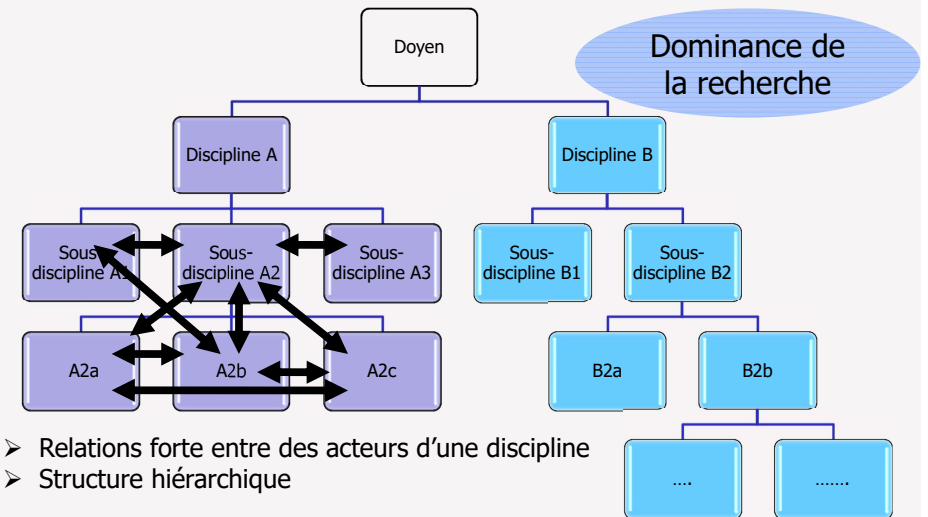 Doyen
Dominance de
la recherche
Discipline A
Discipline B
Sous-
discipline A1
Sous-
discipline A2
Sous-
discipline A3
Sous-
discipline B1
Sous-
discipline B2
A2a
A2b
A2c
B2a
B2b
➢ Relations forte entre des acteurs d’une discipline
➢ Structure hiérarchique
....
.......